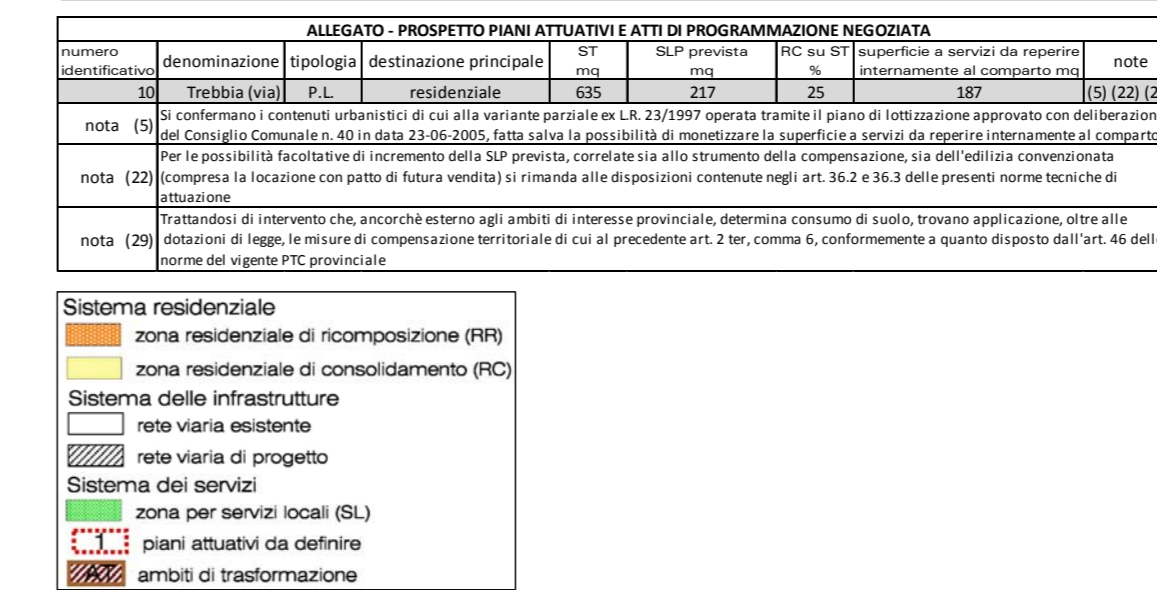 ALLEGATO - PROSPETTO PIANI ATTUATIVI E ATTI DI PROGRAMMAZIONE NEGOZIATA
numero identificativo denominazione tipologia destinazione principale ST mq SLP prevista mq RC su ST % superficie a servizi da reperire internamente al comparto mq note
10 Trebbia (via) P.L. residenziale 635 217 25 187 (5) (22) (2
nota (5) Si confermano i contenuti urbanistici di cui alla variante parziale ex L.R. 23/1997 operata tramite il piano di lottizzazione approvato con deliberazion
del Consiglio Comunale n. 40 in data 23-06-2005, fatta salva la possibilità di monetizzare la superficie a servizi da reperire internamente al comparto
nota (22) Per le possibilità facoltative di incremento della SLP prevista, correlate sia allo strumento della compensazione, sia dell'edilizia convenzionata
(compresa la locazione con patto di futura vendita) si rimanda alle disposizioni contenute negli art. 36.2 e 36.3 delle presenti norme tecniche di
attuazione
nota (29) Trattandosi di intervento che, ancorchè esterno agli ambiti di interesse provinciale, determina consumo di suolo, trovano applicazione, oltre alle
dotazioni di legge, le misure di compensazione territoriale di cui al precedente art. 2 ter, comma 6, conformemente a quanto disposto dall'art. 46 dell
norme del vigente PTC provinciale
Sistema residenziale
zona residenziale di ricomposizione (RR)
zona residenziale di consolidamento (RC)
Sistema delle infrastrutture
rete viaria esistente
rete viaria di progetto
Sistema dei servizi
zona per servizi locali (SL)
1 piani attuativi da definire
AT ambiti di trasformazione